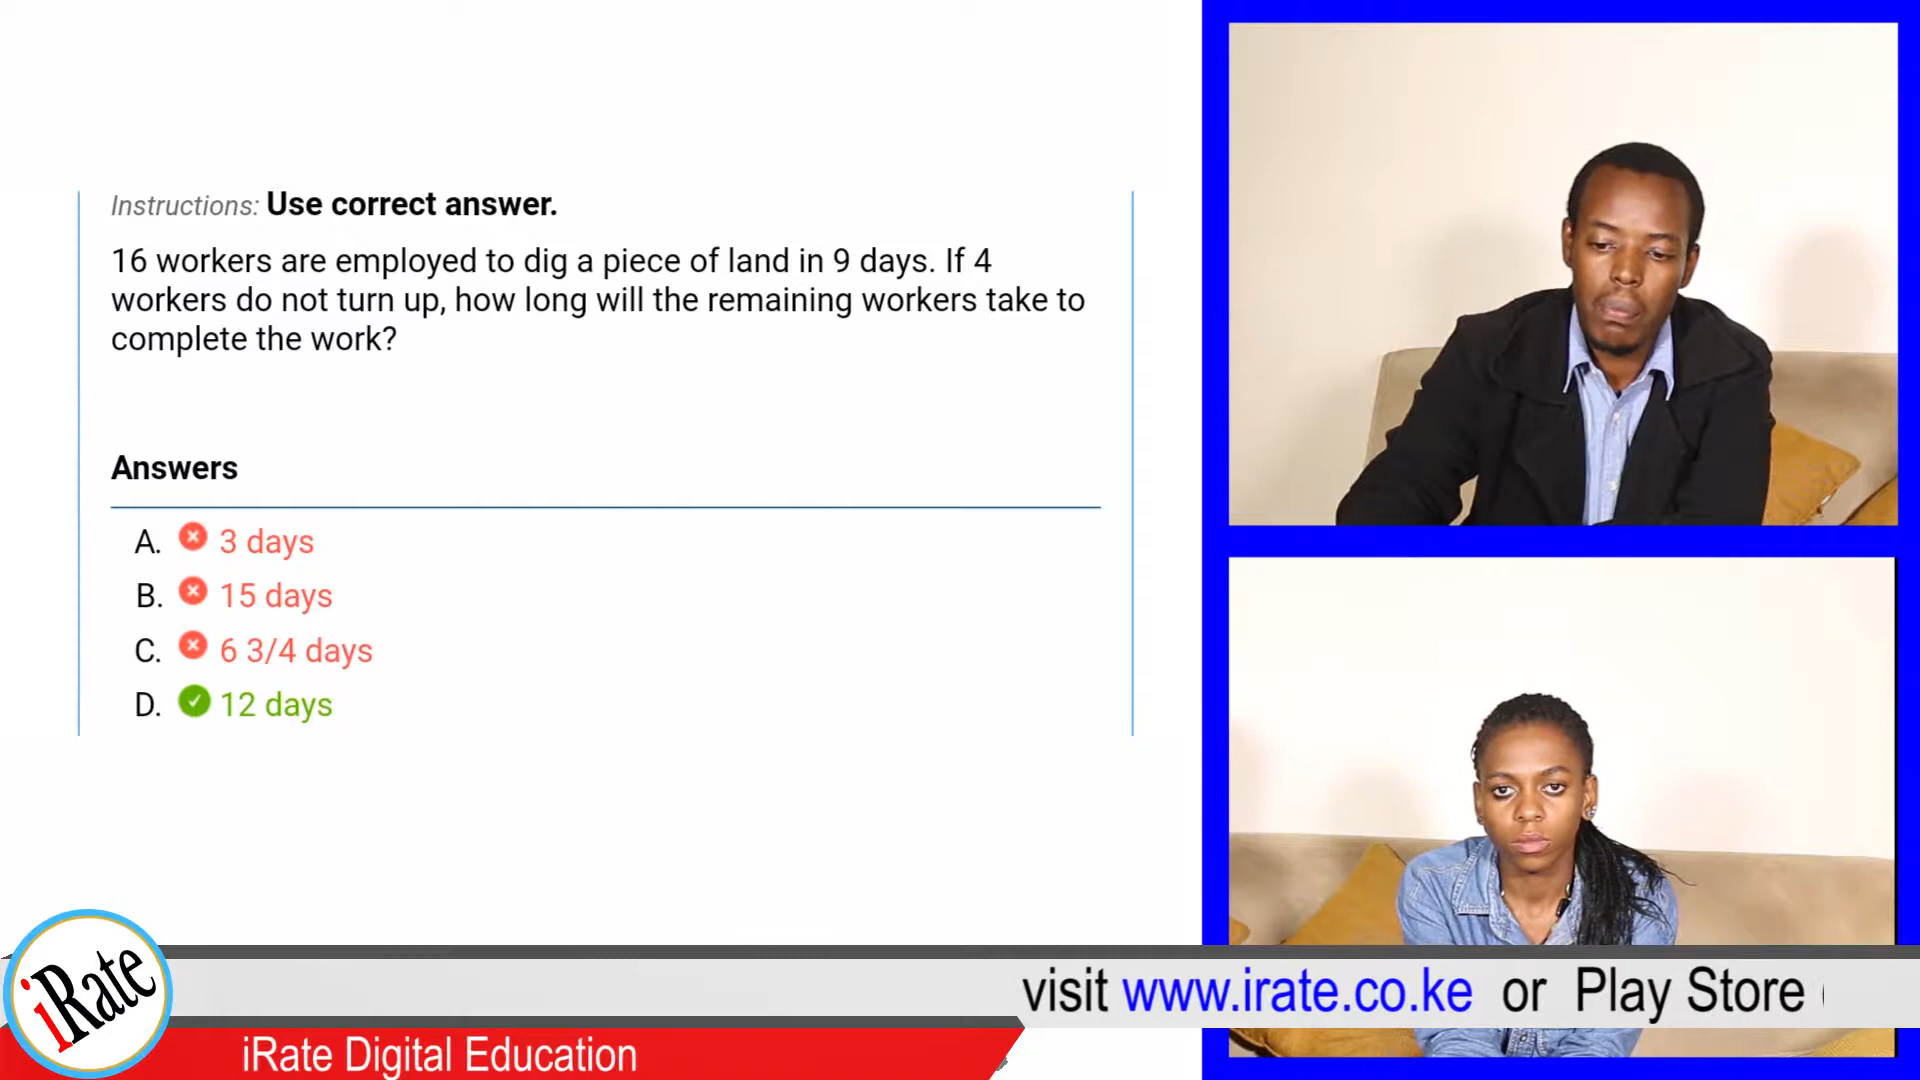 Instructions: Use correct answer.
16 workers are employed to dig a piece of land in 9 days. If 4
workers do not turn up, how long will the remaining workers take to
complete the work?
Answers
A. 3 days
B. 15 days
C. 6 3/4 days
D. 12 days
iRate
visit www.irate.co.ke or Play Store
iRate Digital Education